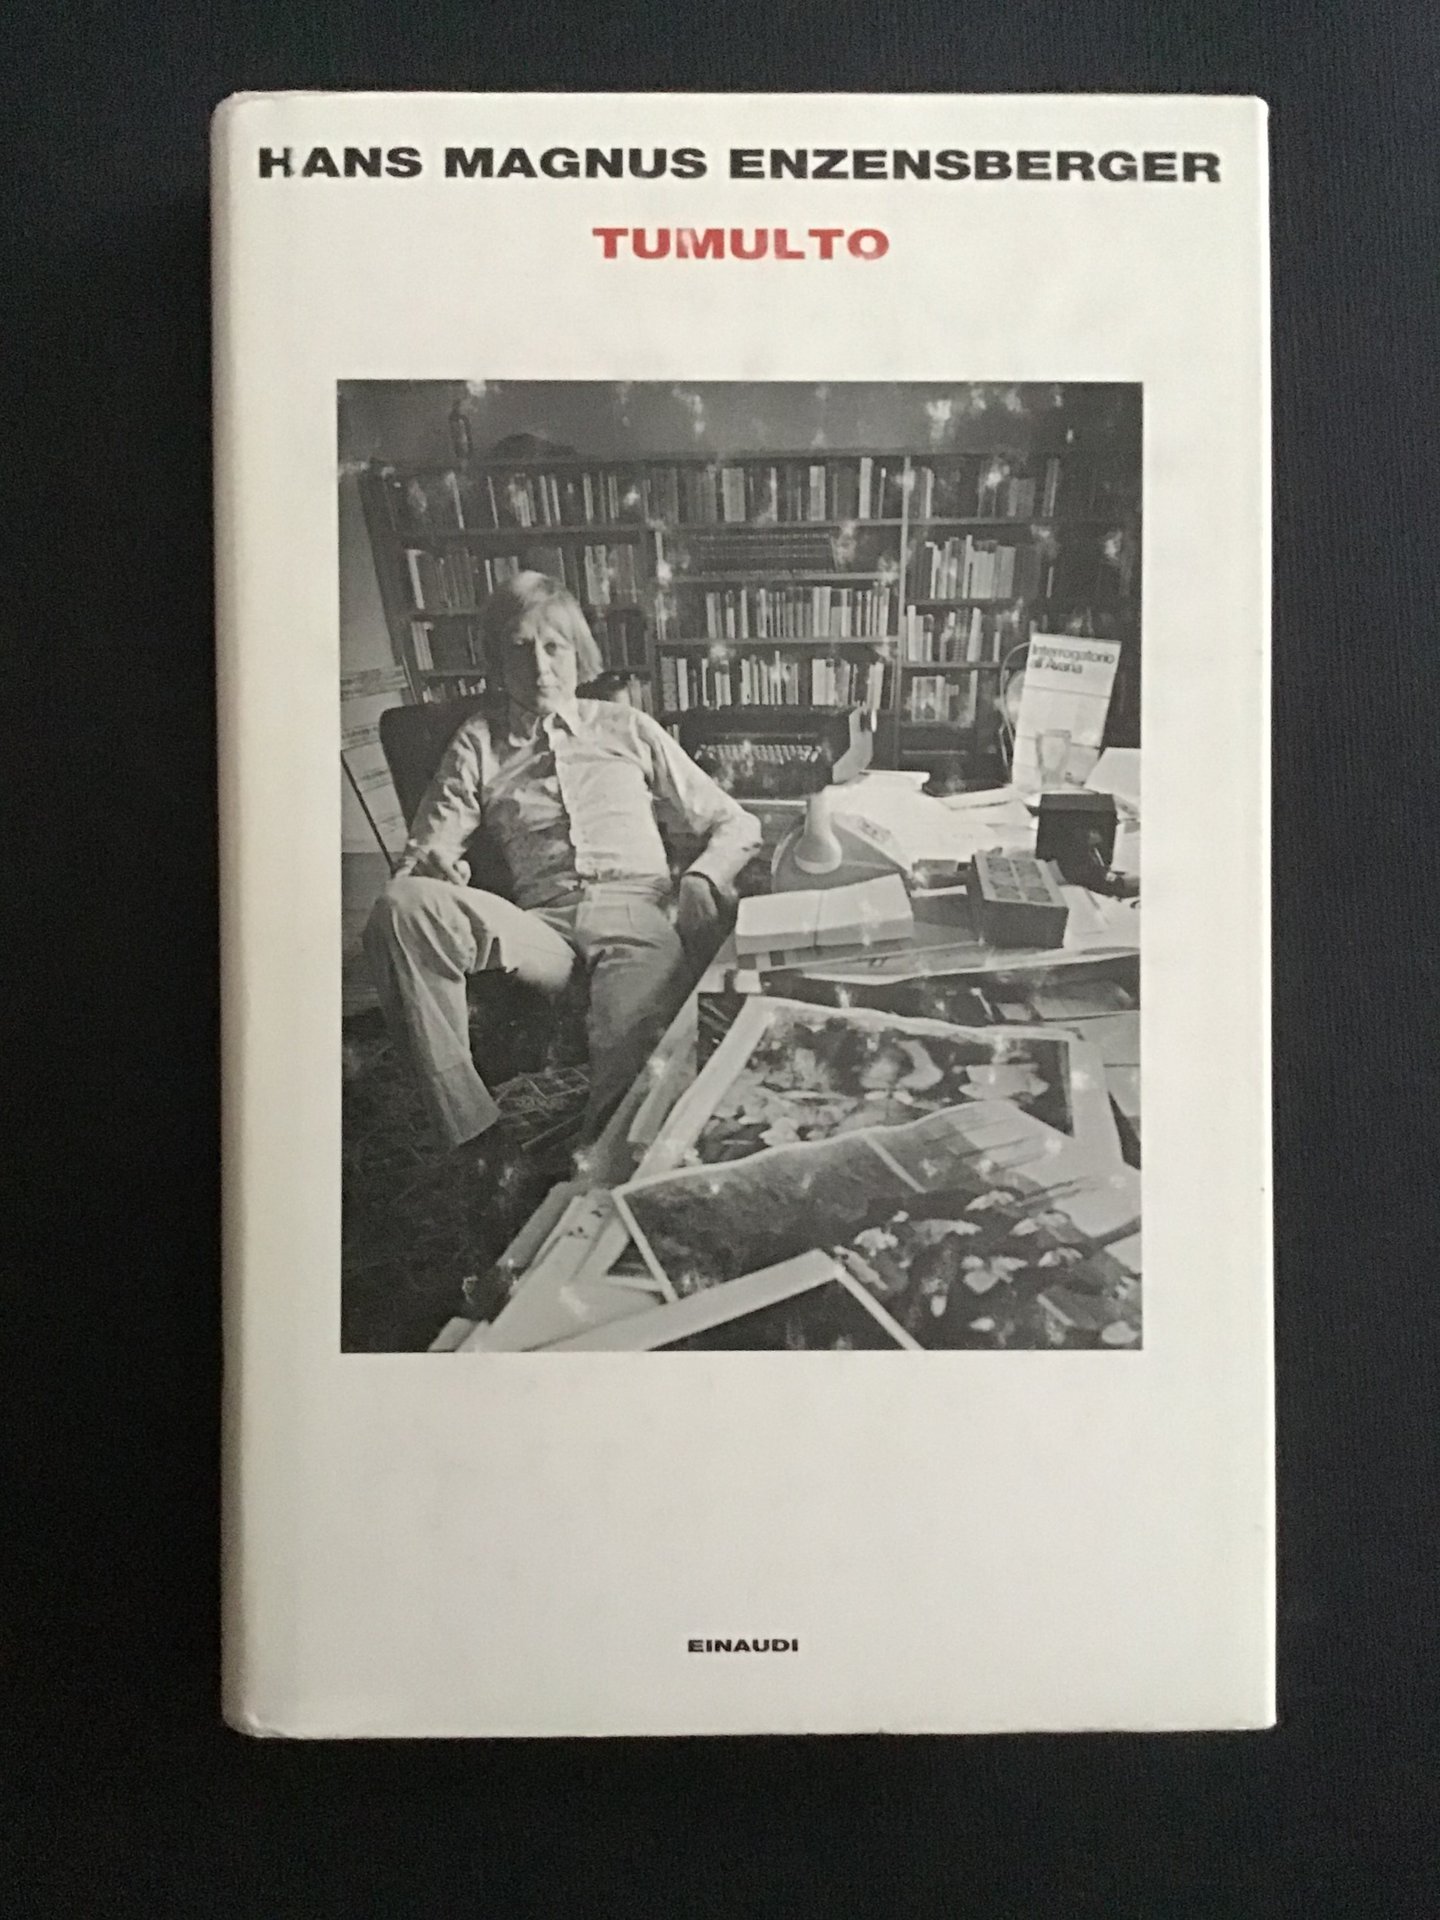 HANS MAGNUS ENZENSBERGER
TUMULTO
Interrogatorio
all'Avana
EINAUDI